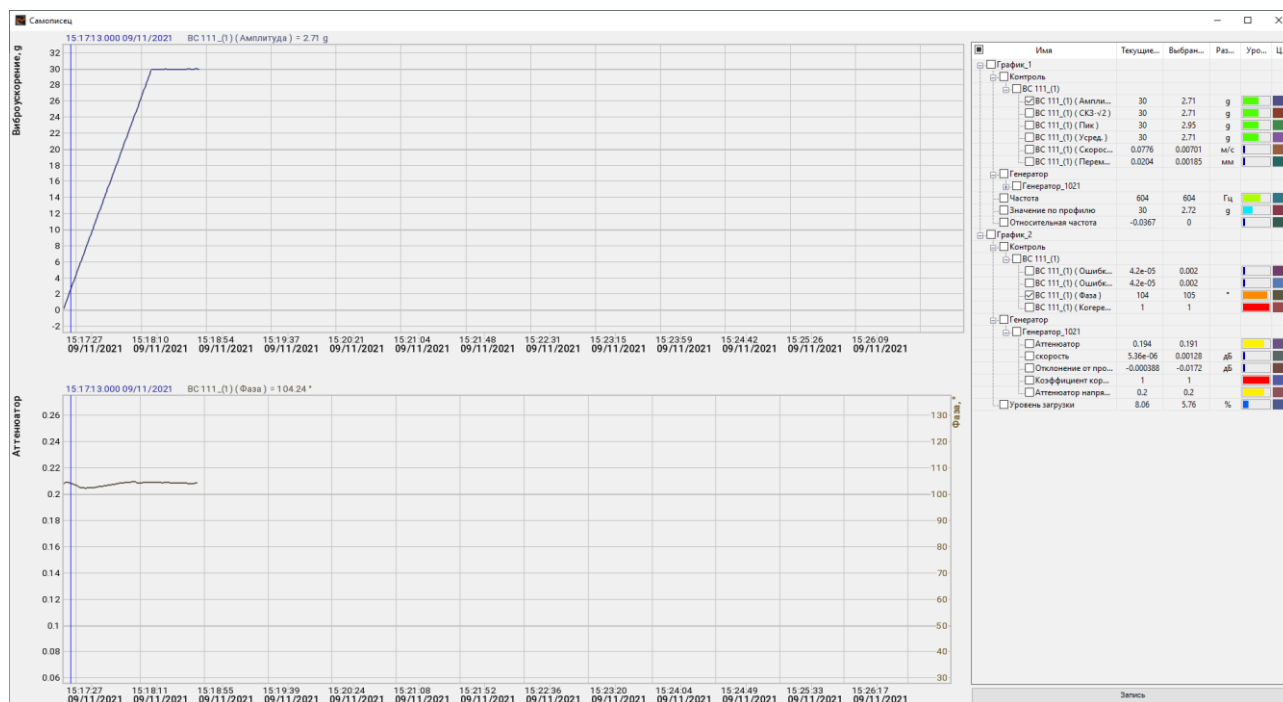 Самописец
15:17:13.000 09/11/2021 ВС 111_(1) ( Амплитуда ) = 2.71 g
Виброускорение, g
32
30
28
26
24
22
20
18
16
14
12
10
8
6
4
2
0
-2
15:17:27 15:18:10 15:18:54 15:19:37 15:20:21 15:21:04 15:21:48 15:22:31 15:23:15 15:23:59 15:24:42 15:25:26 15:26:09
09/11/2021 09/11/2021 09/11/2021 09/11/2021 09/11/2021 09/11/2021 09/11/2021 09/11/2021 09/11/2021 09/11/2021 09/11/2021 09/11/2021 09/11/2021
15:17:13.000 09/11/2021 ВС 111_(1) ( Фаза ) = 104.24 °
Аттенюатор
0.26
0.24
0.22
0.2
0.18
0.16
0.14
0.12
0.1
0.08
0.06
Фаза, °
130
120
110
100
90
80
70
60
50
40
30
15:17:27 15:18:11 15:18:55 15:19:39 15:20:24 15:21:08 15:21:52 15:22:36 15:23:20 15:24:04 15:24:49 15:25:33 15:26:17
09/11/2021 09/11/2021 09/11/2021 09/11/2021 09/11/2021 09/11/2021 09/11/2021 09/11/2021 09/11/2021 09/11/2021 09/11/2021 09/11/2021 09/11/2021
Имя Текущие... Выбран... Раз... Уро... Ц
График_1
Контроль
ВС 111_(1)
ВС 111_(1) ( Ампли... 30 2.71 g
ВС 111_(1) ( СКЗ·√2 ) 30 2.71 g
ВС 111_(1) ( Пик ) 30 2.95 g
ВС 111_(1) ( Усред. ) 30 2.71 g
ВС 111_(1) ( Скорос... 0.0776 0.00701 м/с
ВС 111_(1) ( Перем... 0.0204 0.00185 мм
Генератор
Генератор_1021
Частота 604 604 Гц
Значение по профилю 30 2.72 g
Относительная частота -0.0367 0
График_2
Контроль
ВС 111_(1)
ВС 111_(1) ( Ошибк... 4.2e-05 0.002
ВС 111_(1) ( Ошибк... 4.2e-05 0.002
ВС 111_(1) ( Фаза ) 104 105 °
ВС 111_(1) ( Когере... 1 1
Генератор
Генератор_1021
Аттенюатор 0.194 0.191
скорость 5.36e-06 0.00128 дБ
Отклонение от про... -0.000388 -0.0172 дБ
Коэффициент кор... 1 1
Аттенюатор напря... 0.2 0.2
Уровень загрузки 8.06 5.76 %
Запись